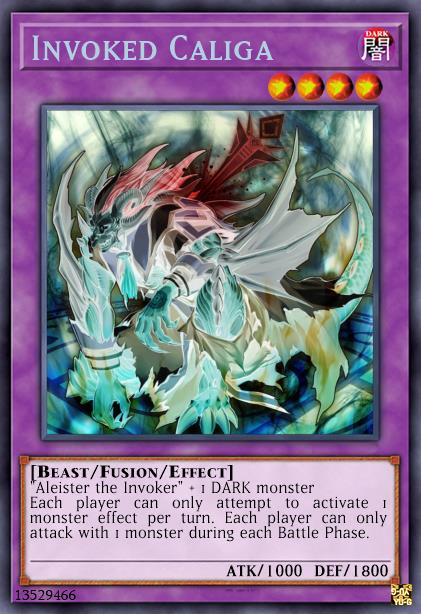 Invoked Caliga
DARK
闇
[Beast/Fusion/Effect]
"Aleister the Invoker" + 1 DARK monster
Each player can only attempt to activate 1
monster effect per turn. Each player can only
attack with 1 monster during each Battle Phase.
ATK/1000 DEF/1800
13529466